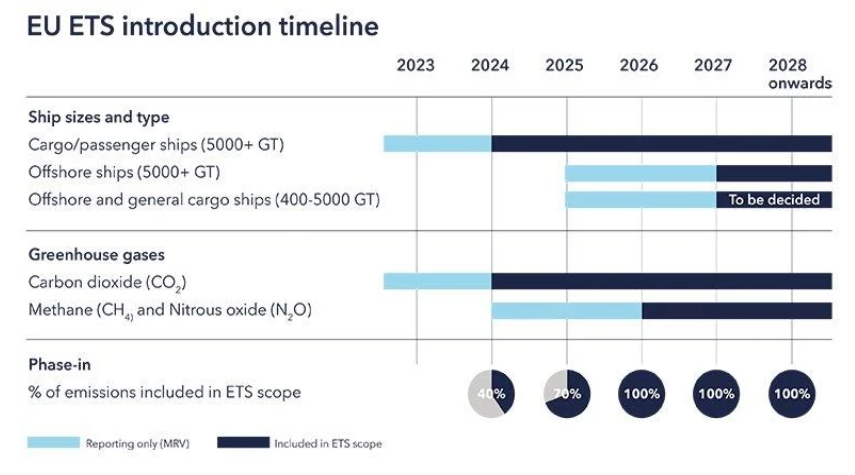 EU ETS introduction timeline
2023 2024 2025 2026 2027 2028 onwards
Ship sizes and type
Cargo/passenger ships (5000+ GT)
Offshore ships (5000+ GT)
Offshore and general cargo ships (400-5000 GT) To be decided
Greenhouse gases
Carbon dioxide (CO₂)
Methane (CH₄) and Nitrous oxide (N₂O)
Phase-in
% of emissions included in ETS scope 40% 70% 100% 100% 100%
Reporting only (MRV) Included in ETS scope